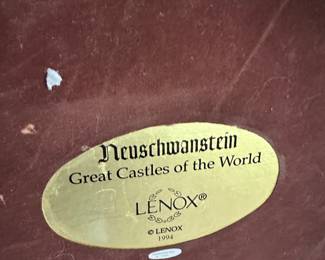 Neuschwanstein
Great Castles of the World
LENOX®
© LENOX
1994